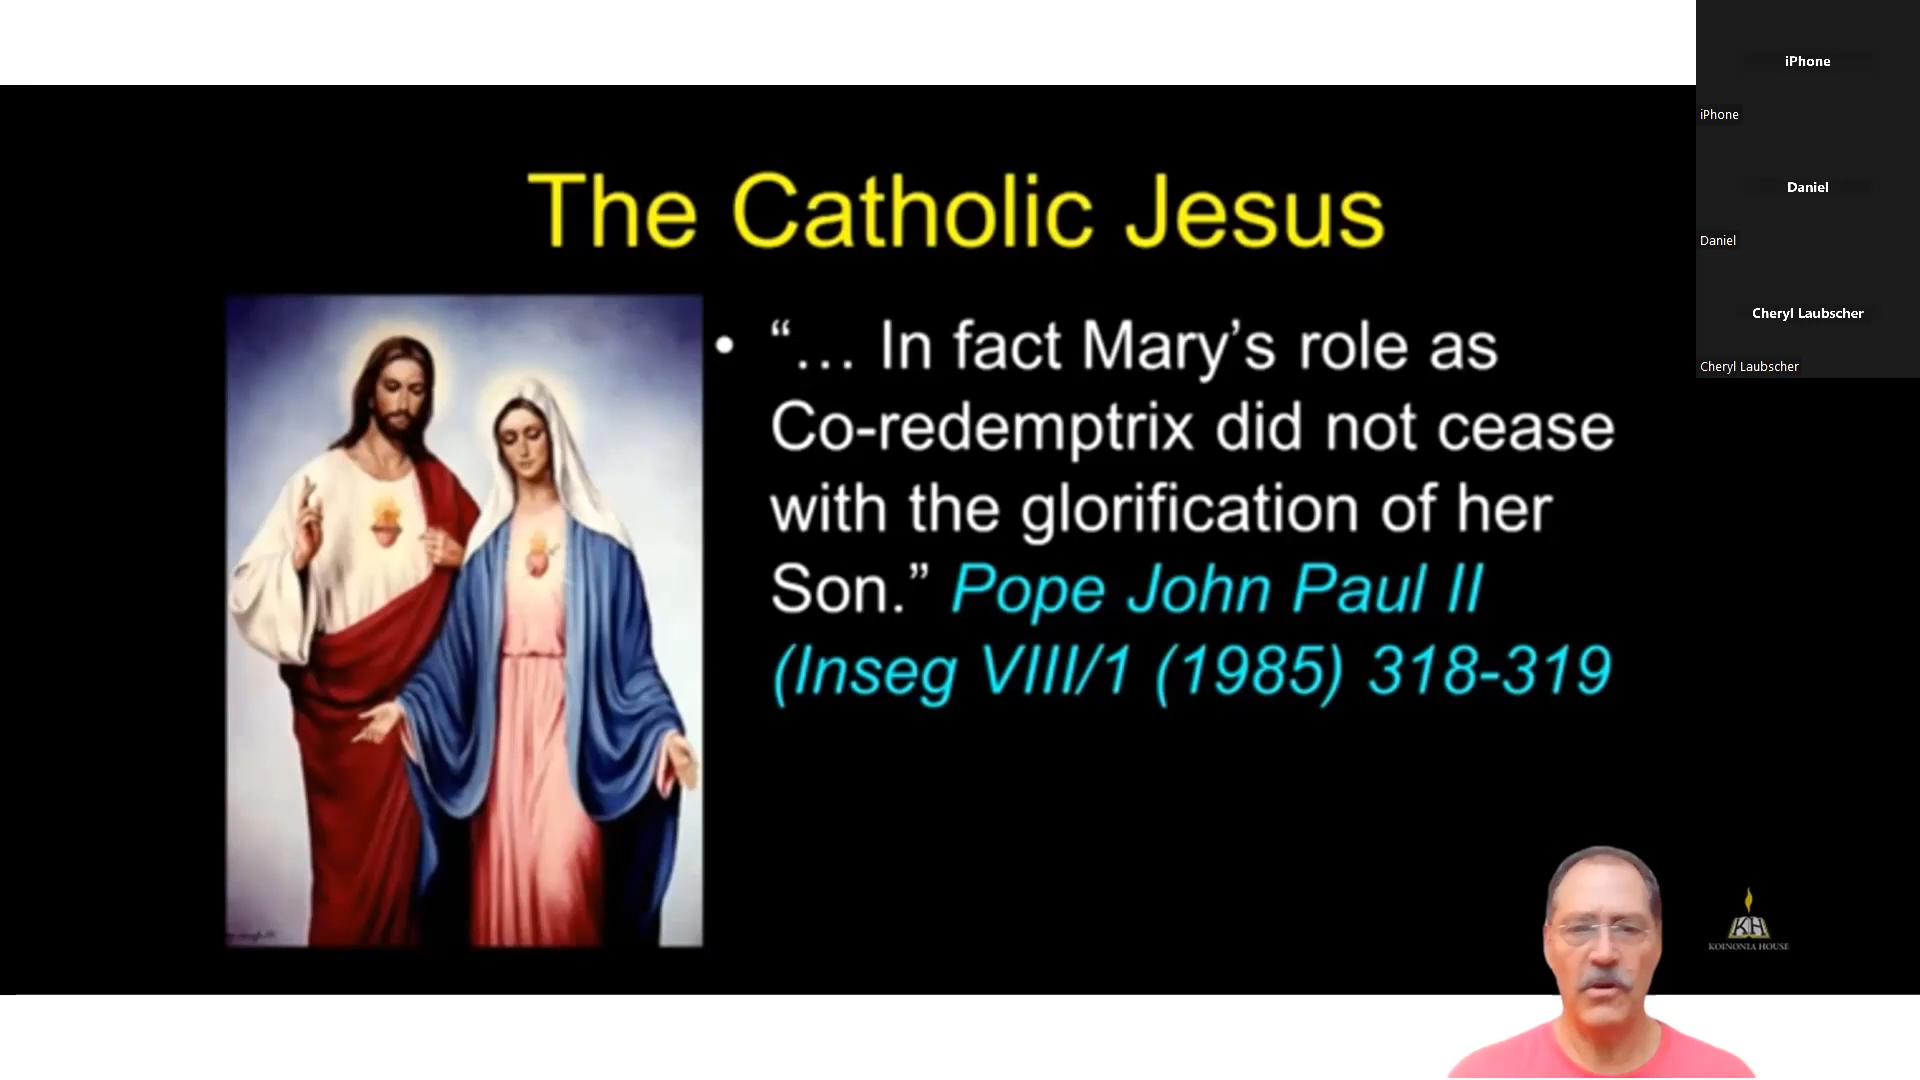 The Catholic Jesus
• “… In fact Mary’s role as
Co-redemptrix did not cease
with the glorification of her
Son.” Pope John Paul II
(Inseg VIII/1 (1985) 318-319
iPhone
iPhone
Daniel
Daniel
Cheryl Laubscher
Cheryl Laubscher
KH
KOINONIA HOUSE